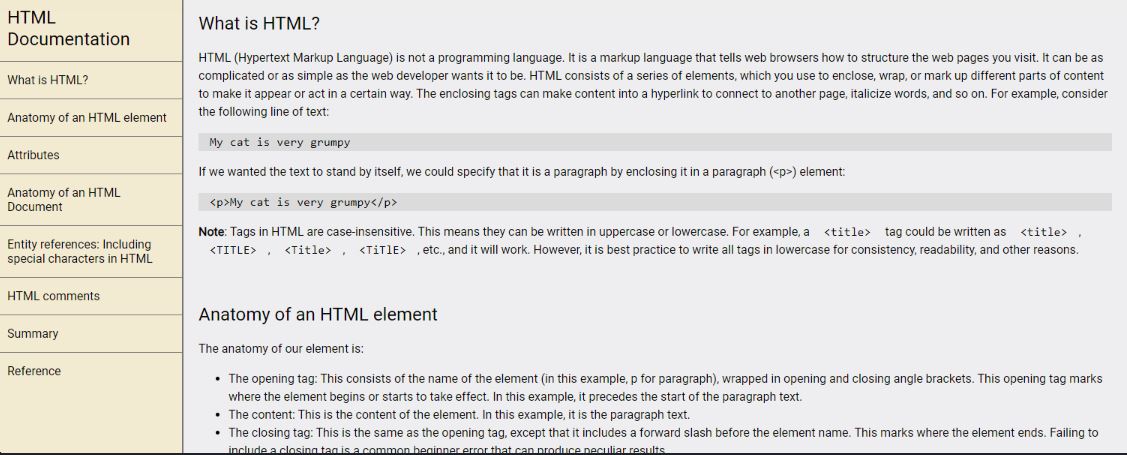 HTML
Documentation
What is HTML?
Anatomy of an HTML element
Attributes
Anatomy of an HTML
Document
Entity references: Including
special characters in HTML
HTML comments
Summary
Reference
What is HTML?
HTML (Hypertext Markup Language) is not a programming language. It is a markup language that tells web browsers how to structure the web pages you visit. It can be as
complicated or as simple as the web developer wants it to be. HTML consists of a series of elements, which you use to enclose, wrap, or mark up different parts of content
to make it appear or act in a certain way. The enclosing tags can make content into a hyperlink to connect to another page, italicize words, and so on. For example, consider
the following line of text:
My cat is very grumpy
If we wanted the text to stand by itself, we could specify that it is a paragraph by enclosing it in a paragraph (<p>) element:
<p>My cat is very grumpy</p>
Note: Tags in HTML are case-insensitive. This means they can be written in uppercase or lowercase. For example, a <title> tag could be written as <title> ,
<TITLE> , <Title> , <TiTlE> , etc., and it will work. However, it is best practice to write all tags in lowercase for consistency, readability, and other reasons.
Anatomy of an HTML element
The anatomy of our element is:
• The opening tag: This consists of the name of the element (in this example, p for paragraph), wrapped in opening and closing angle brackets. This opening tag marks
where the element begins or starts to take effect. In this example, it precedes the start of the paragraph text.
• The content: This is the content of the element. In this example, it is the paragraph text.
• The closing tag: This is the same as the opening tag, except that it includes a forward slash before the element name. This marks where the element ends. Failing to
include a closing tag is a common beginner error that can produce peculiar results.